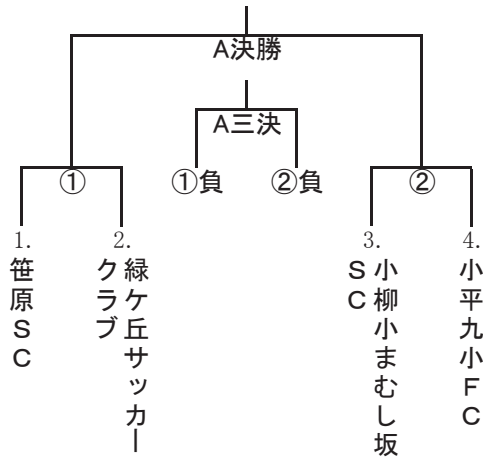 A決勝
A三決
①
①負
②負
②
1.
笹原SC
2.
緑ケ丘サッカー
クラブ
3.
小柳小まむし坂
SC
4.
小平九小FC